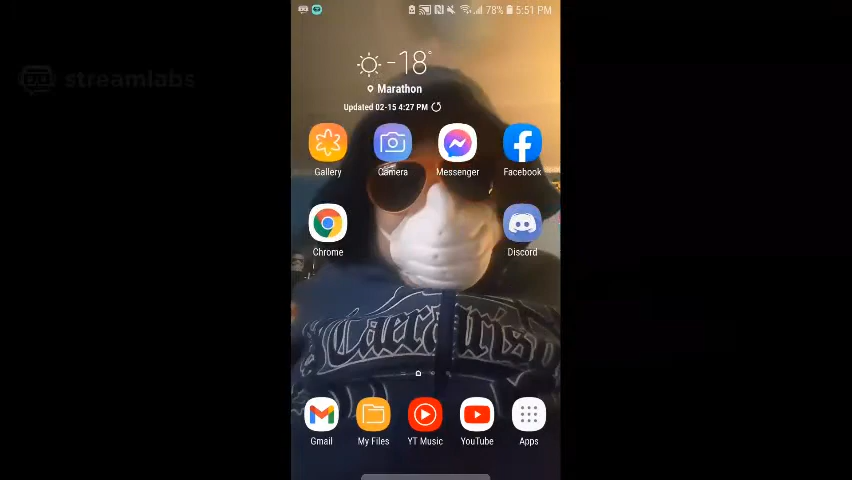 78% 5:51 PM
streamlabs
-18°
Marathon
Updated 02-15 4:27 PM
Gallery
Camera
Messenger
Facebook
Chrome
Discord
Gmail
My Files
YT Music
YouTube
Apps